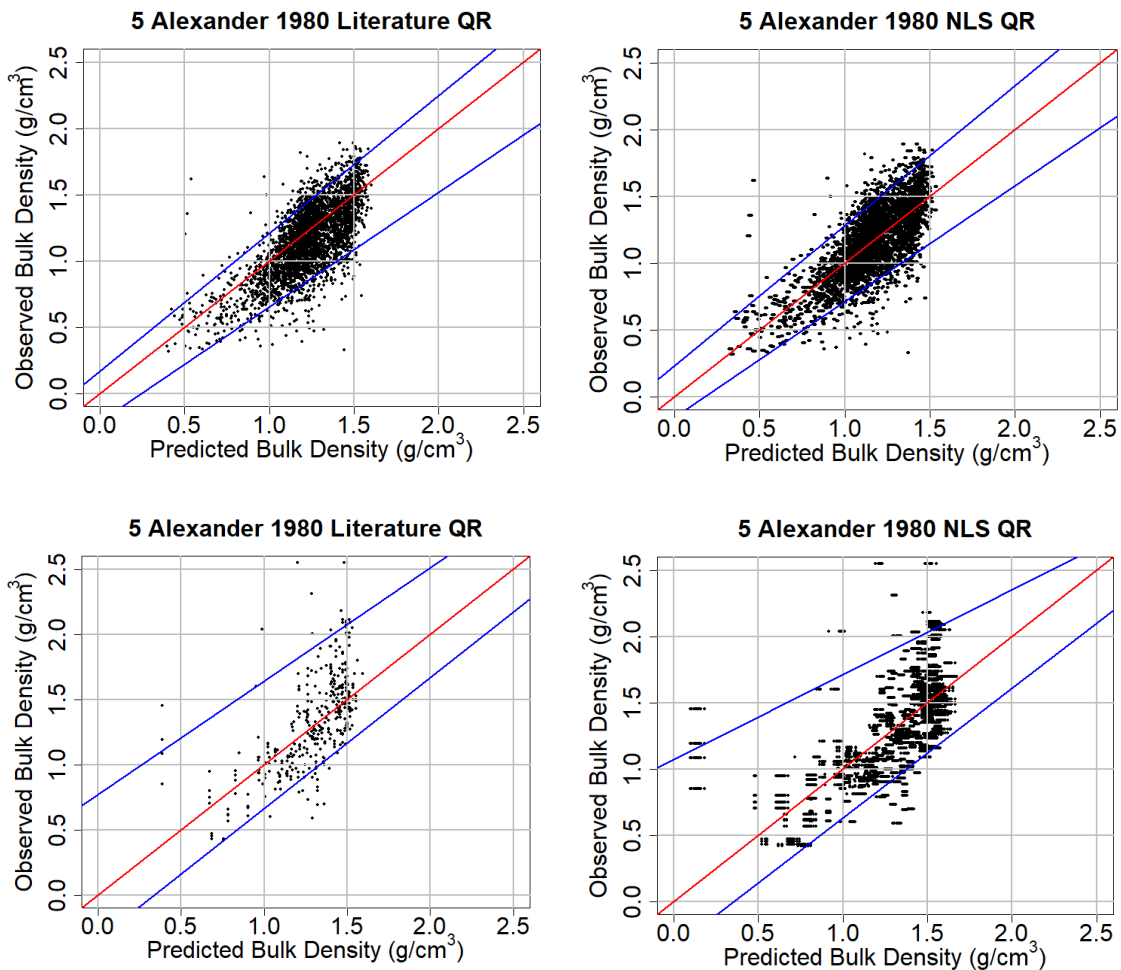 5 Alexander 1980 Literature QR
Observed Bulk Density (g/cm³)
2.5
2.0
1.5
1.0
0.5
0.0
0.0 0.5 1.0 1.5 2.0 2.5
Predicted Bulk Density (g/cm³)
5 Alexander 1980 NLS QR
Observed Bulk Density (g/cm³)
2.5
2.0
1.5
1.0
0.5
0.0
0.0 0.5 1.0 1.5 2.0 2.5
Predicted Bulk Density (g/cm³)
5 Alexander 1980 Literature QR
Observed Bulk Density (g/cm³)
2.5
2.0
1.5
1.0
0.5
0.0
0.0 0.5 1.0 1.5 2.0 2.5
Predicted Bulk Density (g/cm³)
5 Alexander 1980 NLS QR
Observed Bulk Density (g/cm³)
2.5
2.0
1.5
1.0
0.5
0.0
0.0 0.5 1.0 1.5 2.0 2.5
Predicted Bulk Density (g/cm³)